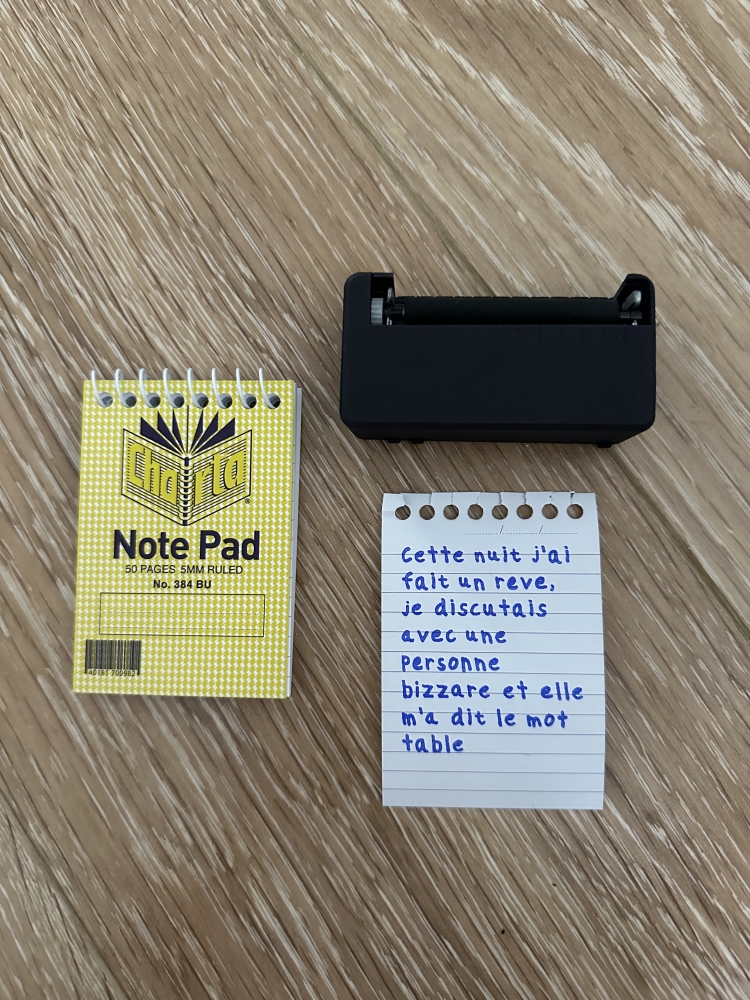 Charta
Note Pad
50 PAGES 5MM RULED
No. 384 BU
Cette nuit j'ai
fait un reve,
je discutais
avec une
personne
bizzare et elle
m'a dit le mot
table